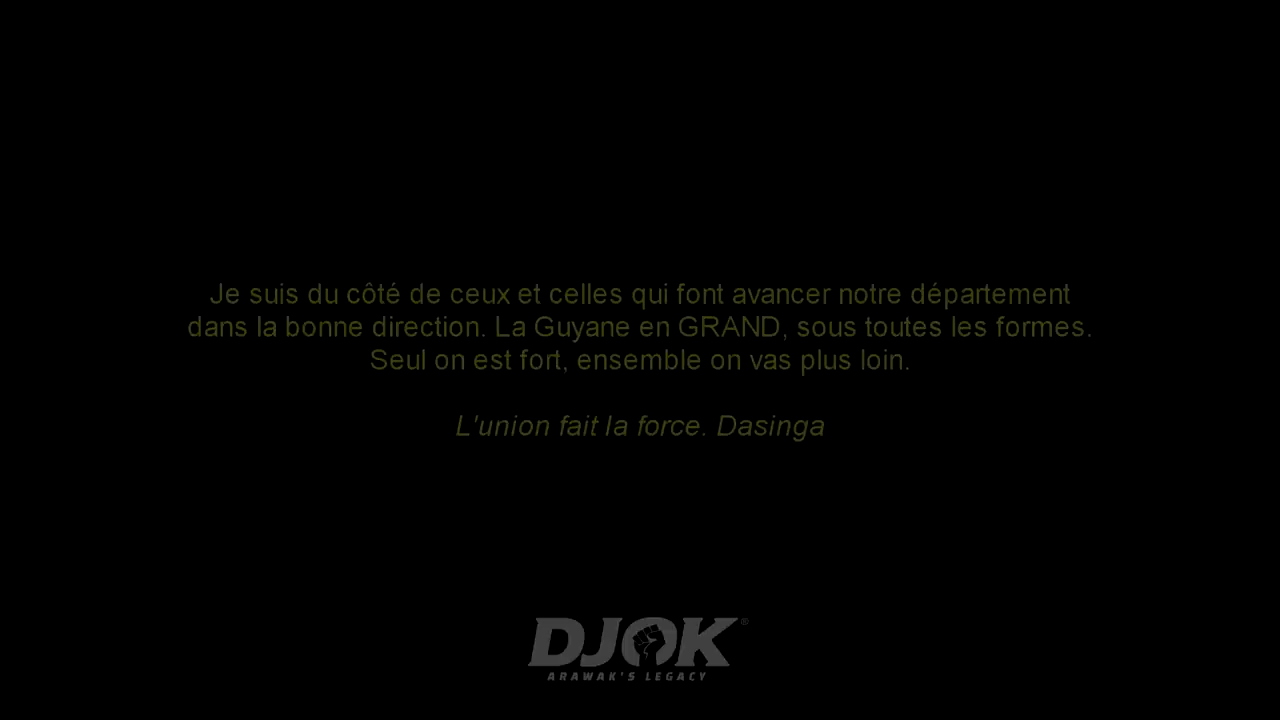 Je suis du côté de ceux et celles qui font avancer notre département
dans la bonne direction. La Guyane en GRAND, sous toutes les formes.
Seul on est fort, ensemble on vas plus loin.
L'union fait la force. Dasinga
DJOK®
ARAWAK'S LEGACY